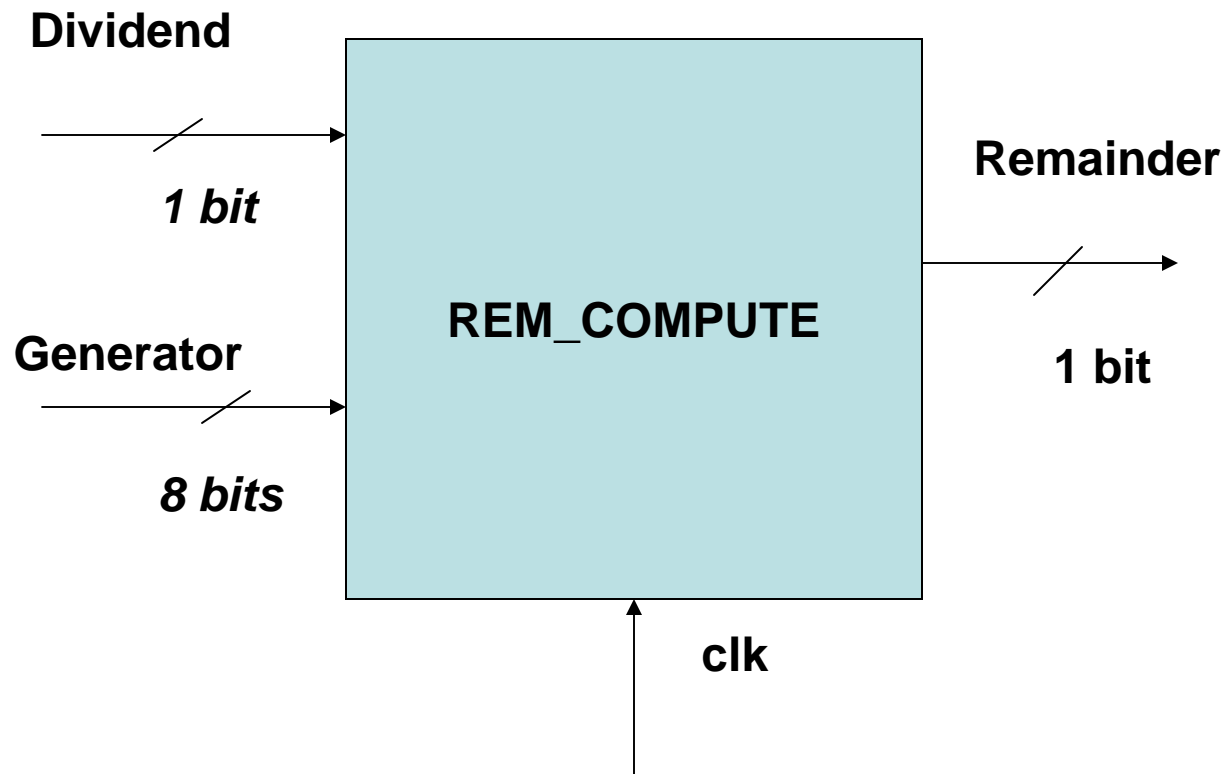 Dividend
1 bit
Remainder
REM_COMPUTE
Generator
1 bit
8 bits
clk